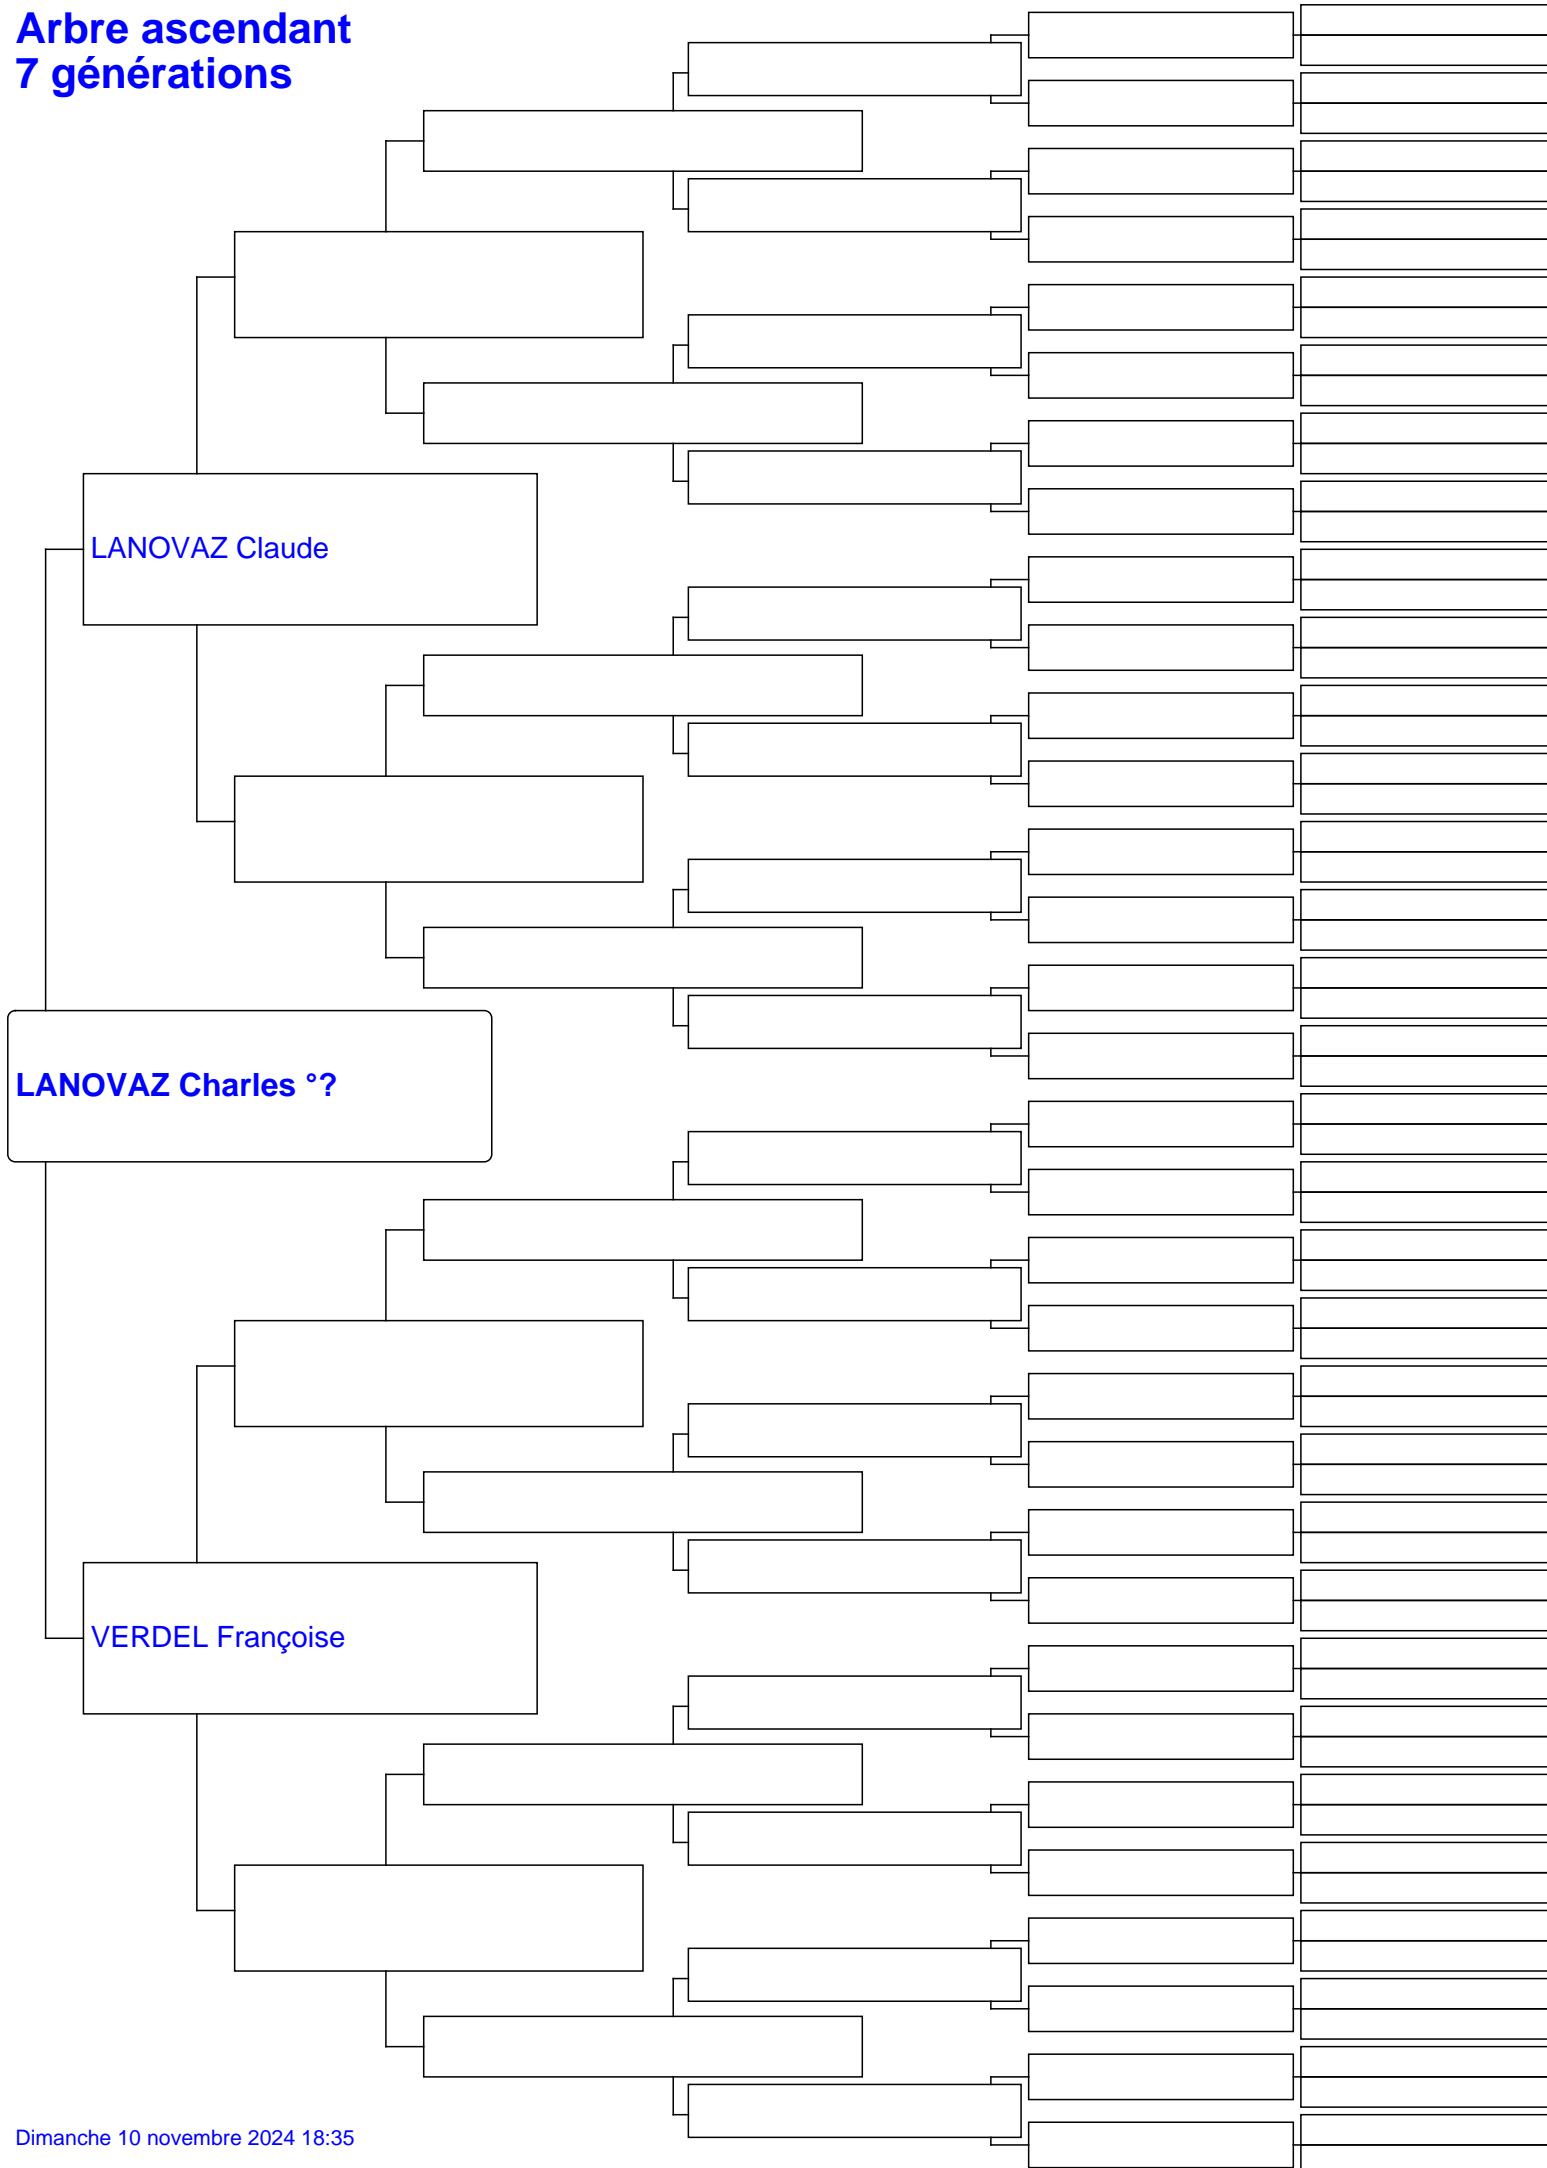 Arbre ascendant
7 générations
LANOVAZ Claude
LANOVAZ Charles °?
VERDEL Françoise
Dimanche 10 novembre 2024 18:35